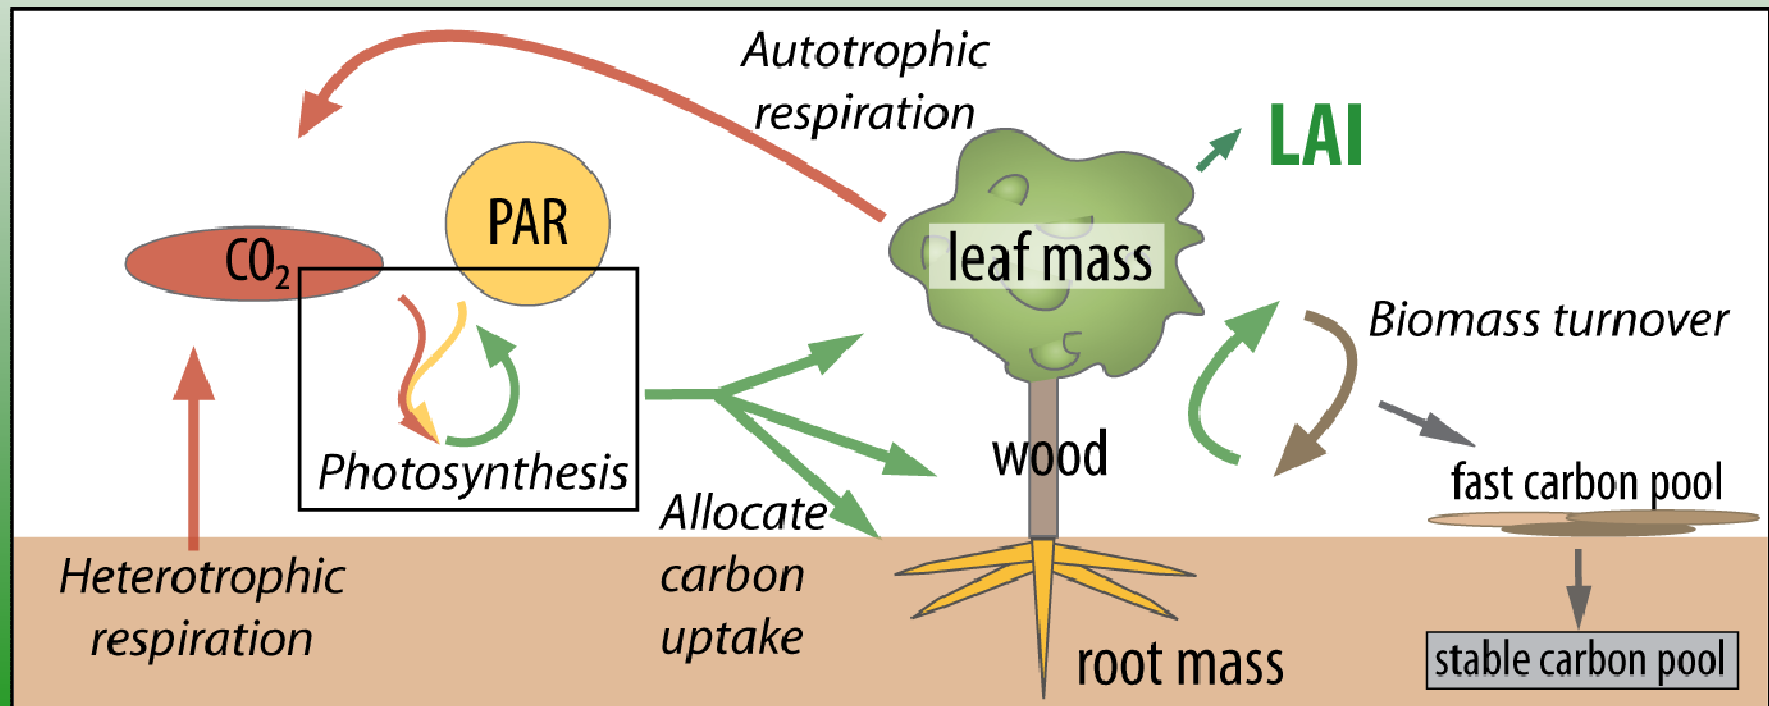 Autotrophic
respiration
LAI
PAR
CO₂
leaf mass
Biomass turnover
Photosynthesis
wood
fast carbon pool
Allocate
carbon
uptake
Heterotrophic
respiration
root mass
stable carbon pool